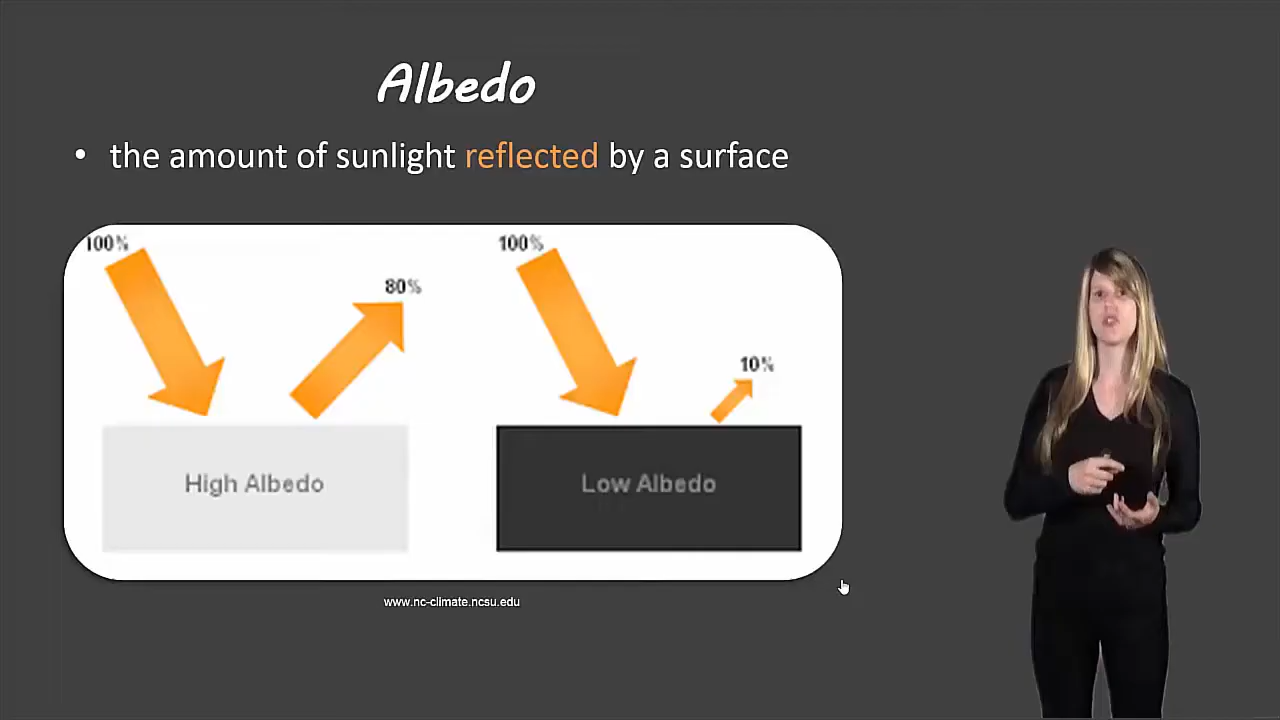 Albedo
• the amount of sunlight reflected by a surface
100%
80%
100%
10%
High Albedo
Low Albedo
www.nc-climate.ncsu.edu